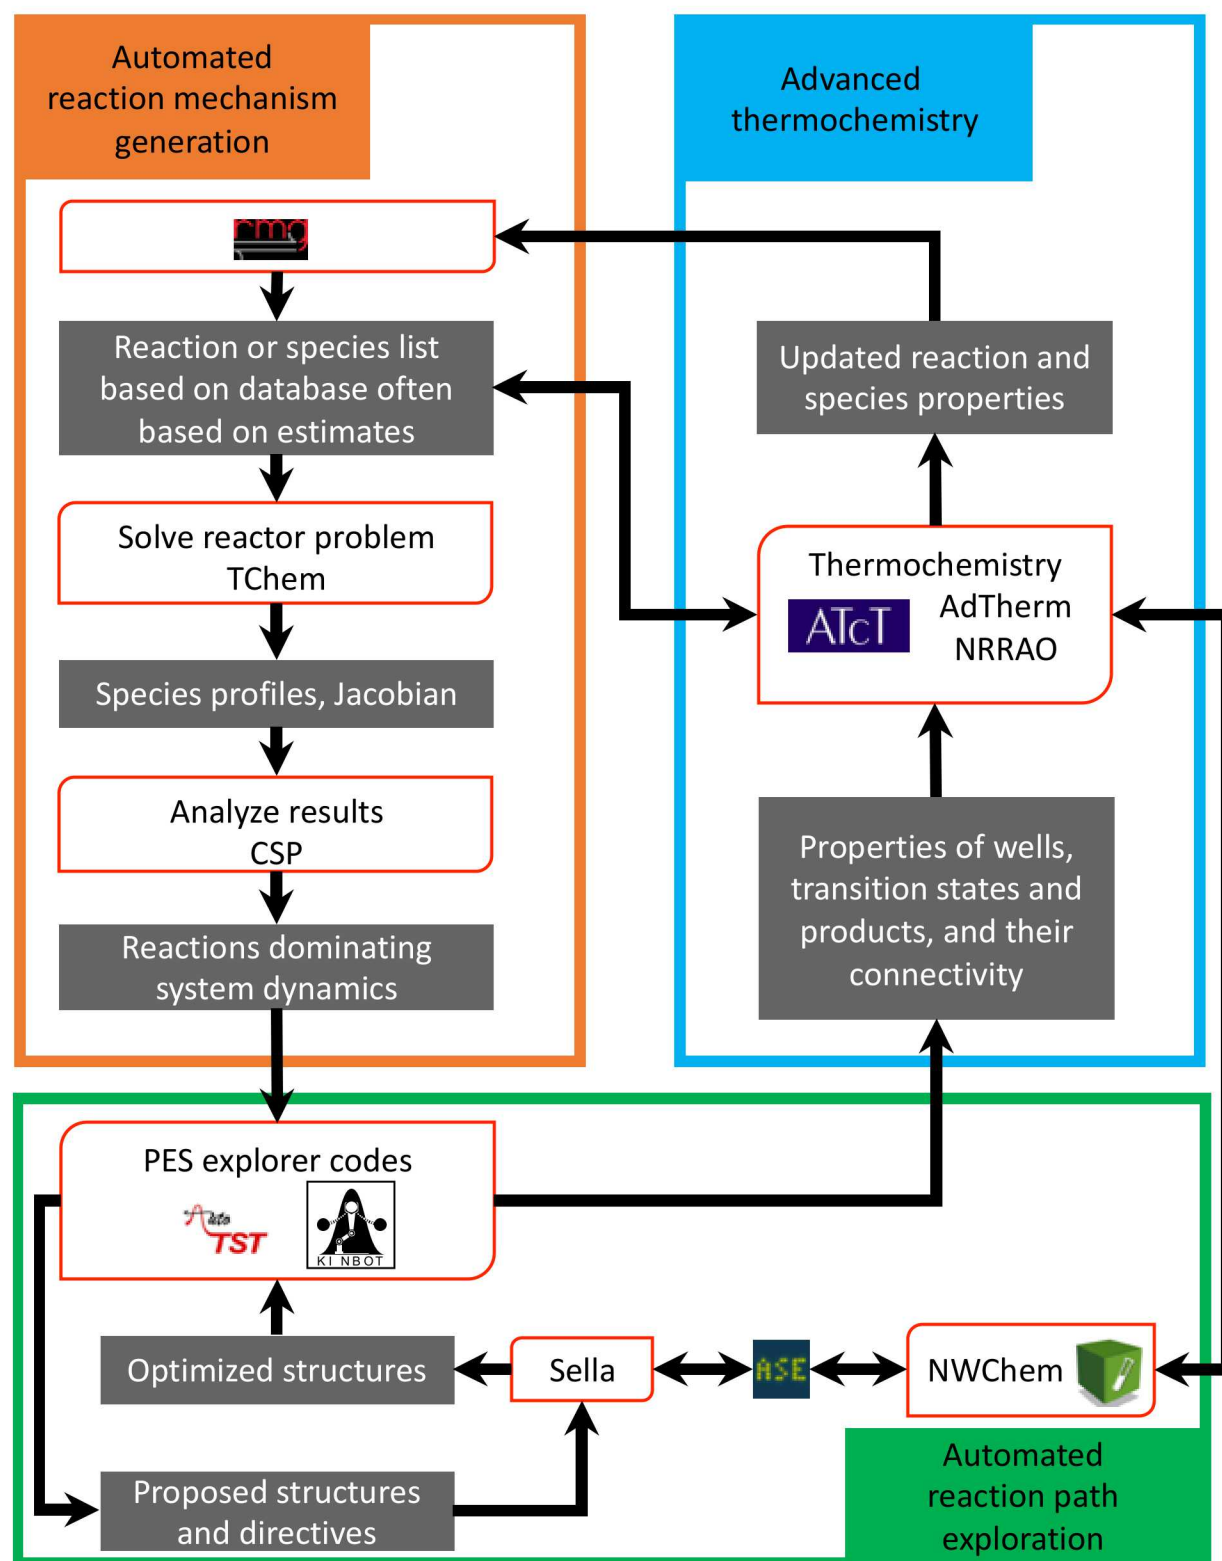 Automated
reaction mechanism
generation
rmg
Reaction or species list
based on database often
based on estimates
Solve reactor problem
TChem
Species profiles, Jacobian
Analyze results
CSP
Reactions dominating
system dynamics
Advanced
thermochemistry
Updated reaction and
species properties
Thermochemistry
ATcT
AdTherm
NRRAO
Properties of wells,
transition states and
products, and their
connectivity
PES explorer codes
Auto
TST
KINBOT
Optimized structures
Sella
ASE
NWChem
Proposed structures
and directives
Automated
reaction path
exploration